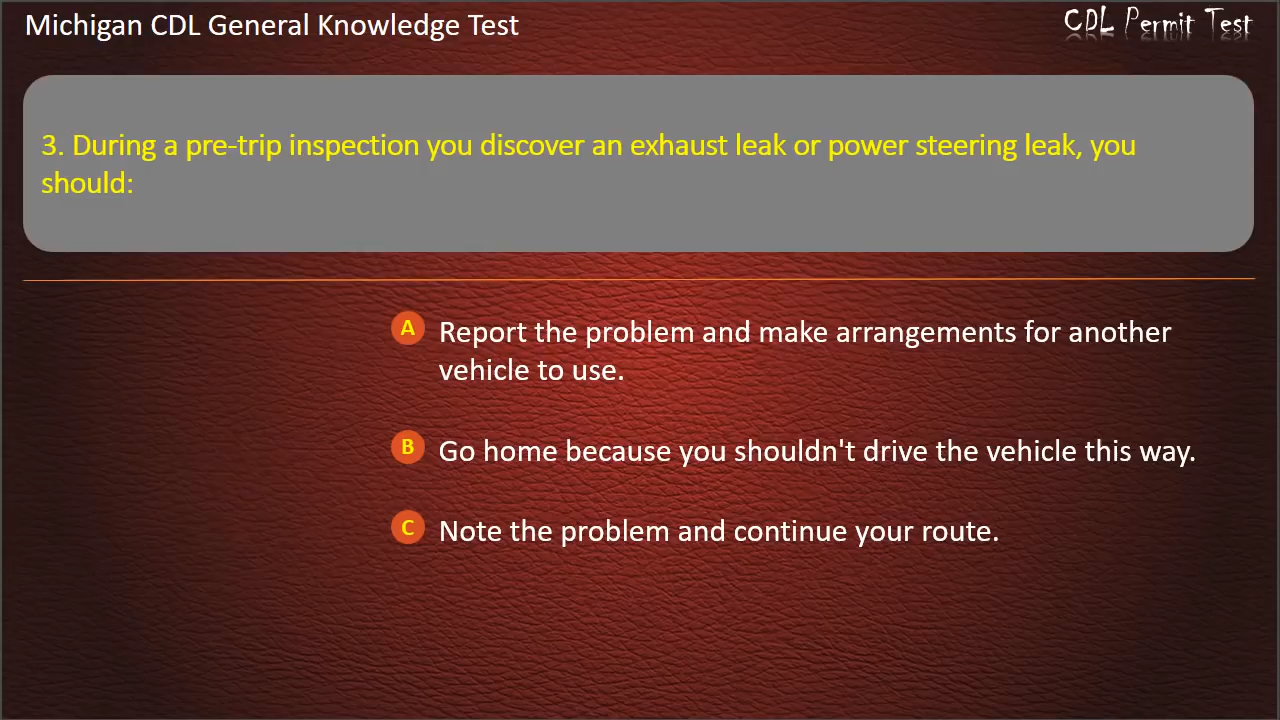 Michigan CDL General Knowledge Test
CDL Permit Test
3. During a pre-trip inspection you discover an exhaust leak or power steering leak, you
should:
A Report the problem and make arrangements for another
vehicle to use.
B Go home because you shouldn't drive the vehicle this way.
C Note the problem and continue your route.